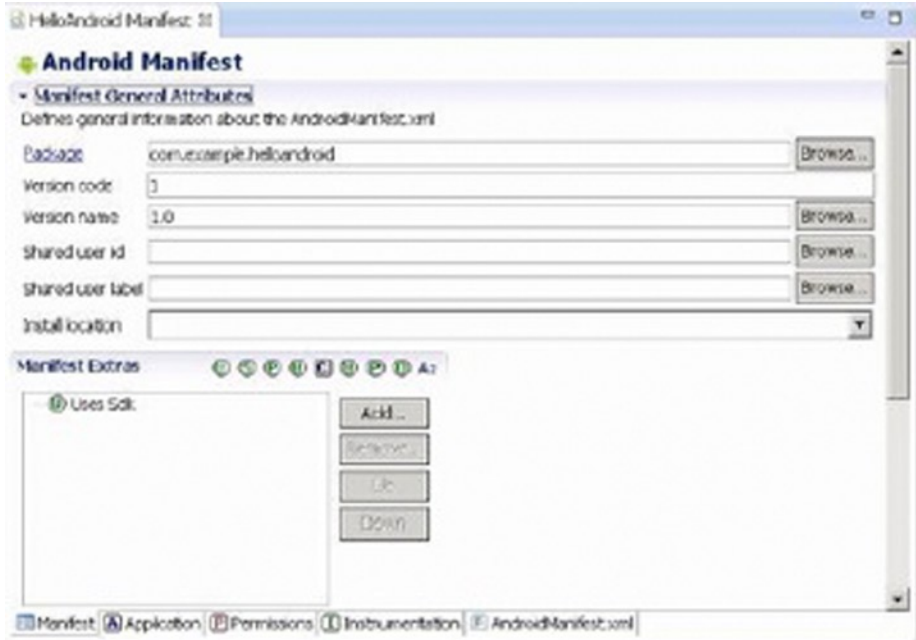 HelloAndroid Manifest
Android Manifest
Manifest General Attributes
Defines general information about the AndroidManifest.xml
Package com.example.helloandroid Browse...
Version code 1
Version name 1.0 Browse...
Shared user id Browse...
Shared user label Browse...
Install location
Manifest Extras
U Uses Sdk
Add...
Remove...
Up
Down
Manifest A Application P Permissions I Instrumentation AndroidManifest.xml